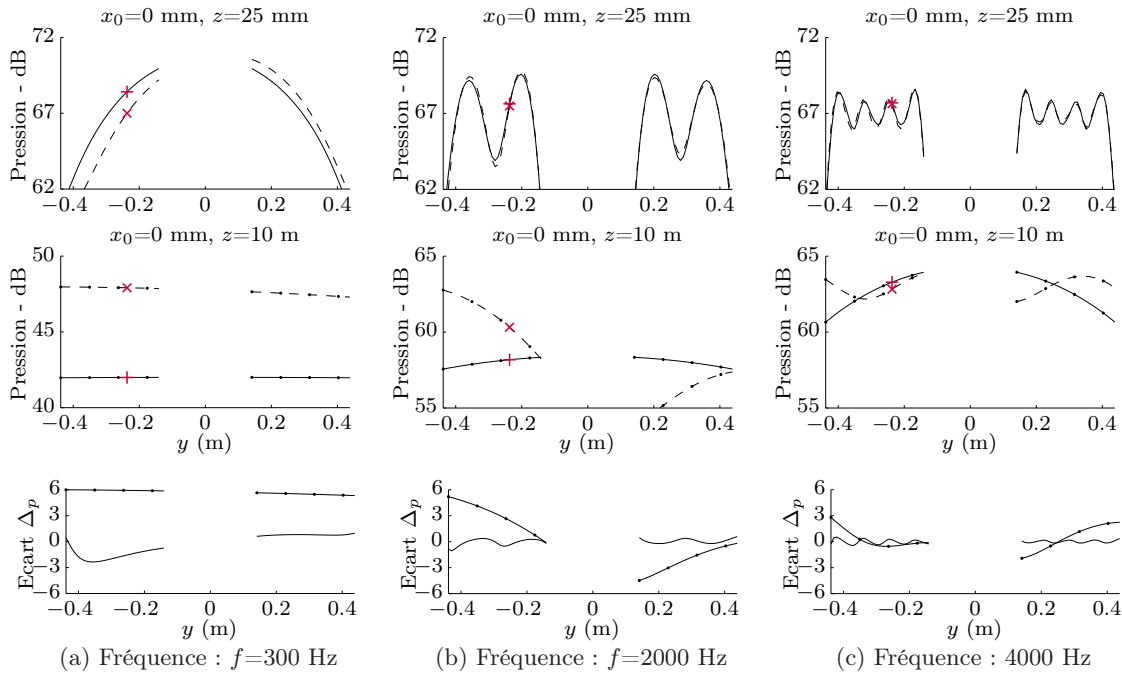 x₀=0 mm, z=25 mm
Pression - dB
72
67
62
−0.4 −0.2 0 0.2 0.4
x₀=0 mm, z=10 m
Pression - dB
50
45
40
−0.4 −0.2 0 0.2 0.4
y (m)
Ecart Δₚ
6
3
0
−3
−6
−0.4 −0.2 0 0.2 0.4
y (m)
(a) Fréquence : f=300 Hz
x₀=0 mm, z=25 mm
Pression - dB
72
67
62
−0.4 −0.2 0 0.2 0.4
x₀=0 mm, z=10 m
Pression - dB
65
60
55
−0.4 −0.2 0 0.2 0.4
y (m)
Ecart Δₚ
6
3
0
−3
−6
−0.4 −0.2 0 0.2 0.4
y (m)
(b) Fréquence : f=2000 Hz
x₀=0 mm, z=25 mm
Pression - dB
72
67
62
−0.4 −0.2 0 0.2 0.4
x₀=0 mm, z=10 m
Pression - dB
65
60
55
−0.4 −0.2 0 0.2 0.4
y (m)
Ecart Δₚ
6
3
0
−3
−6
−0.4 −0.2 0 0.2 0.4
y (m)
(c) Fréquence : 4000 Hz